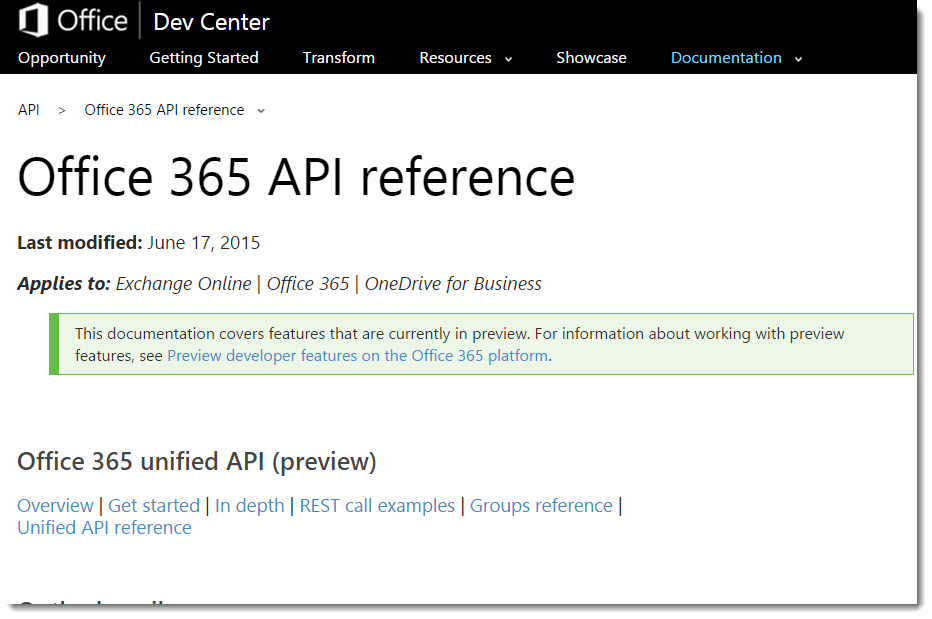 Office | Dev Center
Opportunity Getting Started Transform Resources Showcase Documentation
API > Office 365 API reference
Office 365 API reference
Last modified: June 17, 2015
Applies to: Exchange Online | Office 365 | OneDrive for Business
This documentation covers features that are currently in preview. For information about working with preview
features, see Preview developer features on the Office 365 platform.
Office 365 unified API (preview)
Overview | Get started | In depth | REST call examples | Groups reference |
Unified API reference